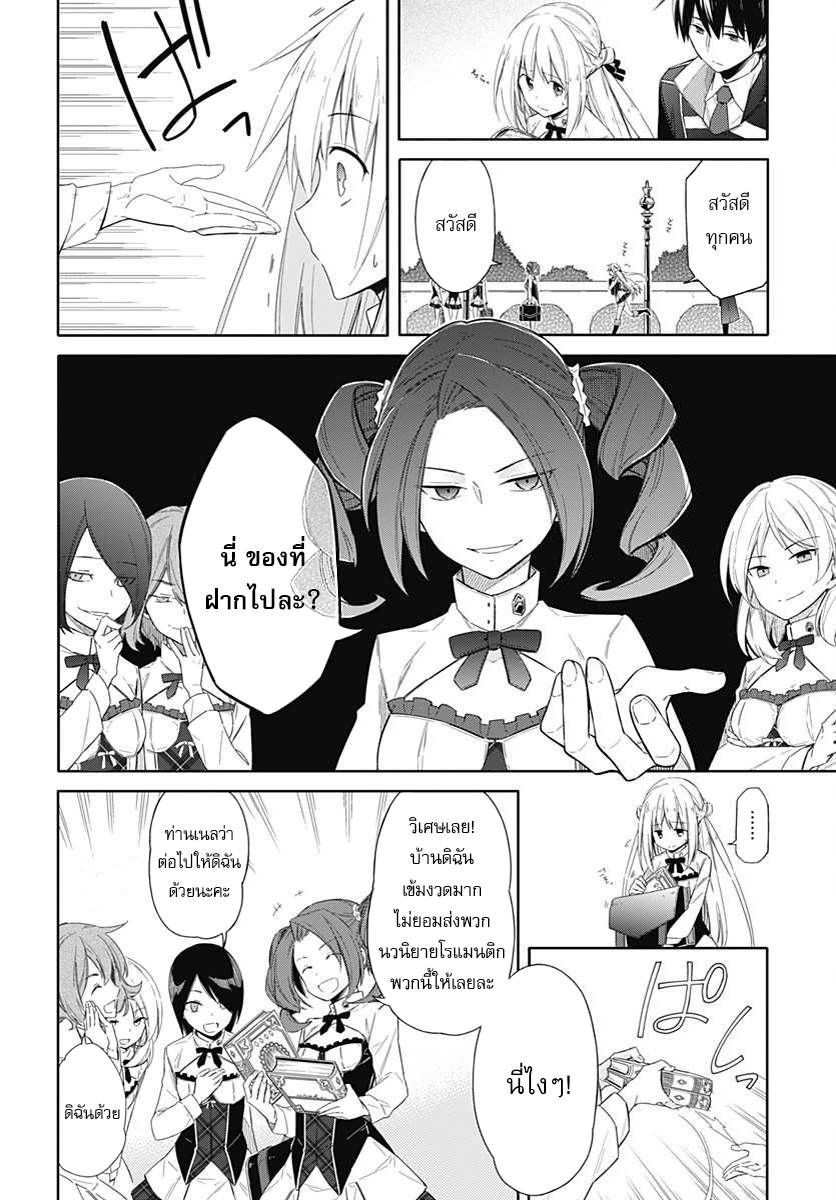 สวัสดี
ทุกคน
สวัสดี
ばっ
นี่ ของที่
ฝากไปละ?
……
ぱしっ
นี่ไงๆ!
วิเศษเลย!
บ้านดิฉัน
เข้มงวดมาก
ไม่ยอมส่งพวก
นวนิยายโรแมนติก
พวกนี้ให้เลยละ
ท่านเนลว่า
ต่อไปให้ดิฉัน
ด้วยนะคะ
ดิฉันด้วย